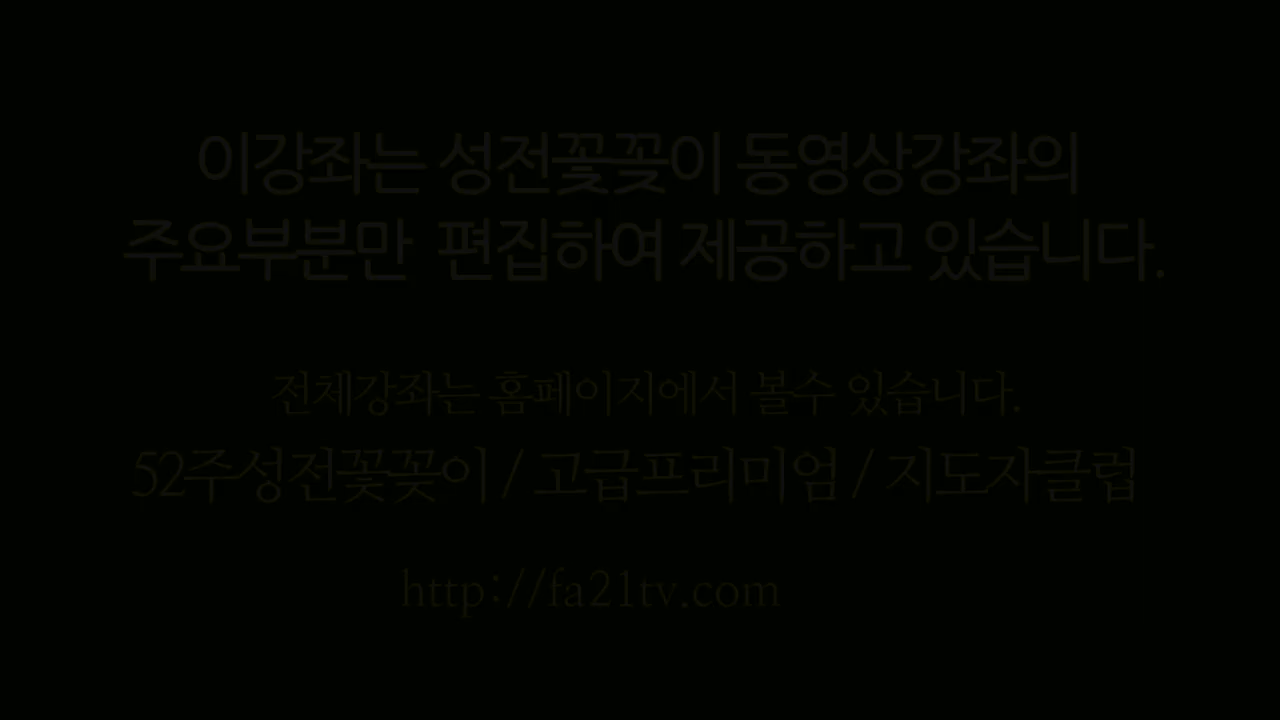 이강좌는 성전꽃꽂이 동영상강좌의
주요부분만 편집하여 제공하고 있습니다.
전체강좌는 홈페이지에서 볼수 있습니다.
52주성전꽃꽂이 / 고급프리미엄 / 지도자클럽
http://fa21tv.com